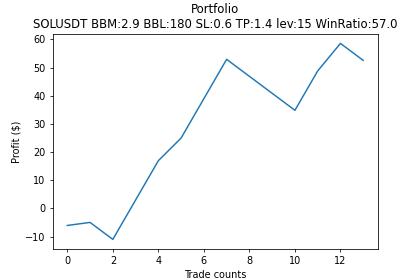 Portfolio
SOLUSDT BBM:2.9 BBL:180 SL:0.6 TP:1.4 lev:15 WinRatio:57.0
60
50
40
30
20
10
0
−10
Profit ($)
0 2 4 6 8 10 12
Trade counts